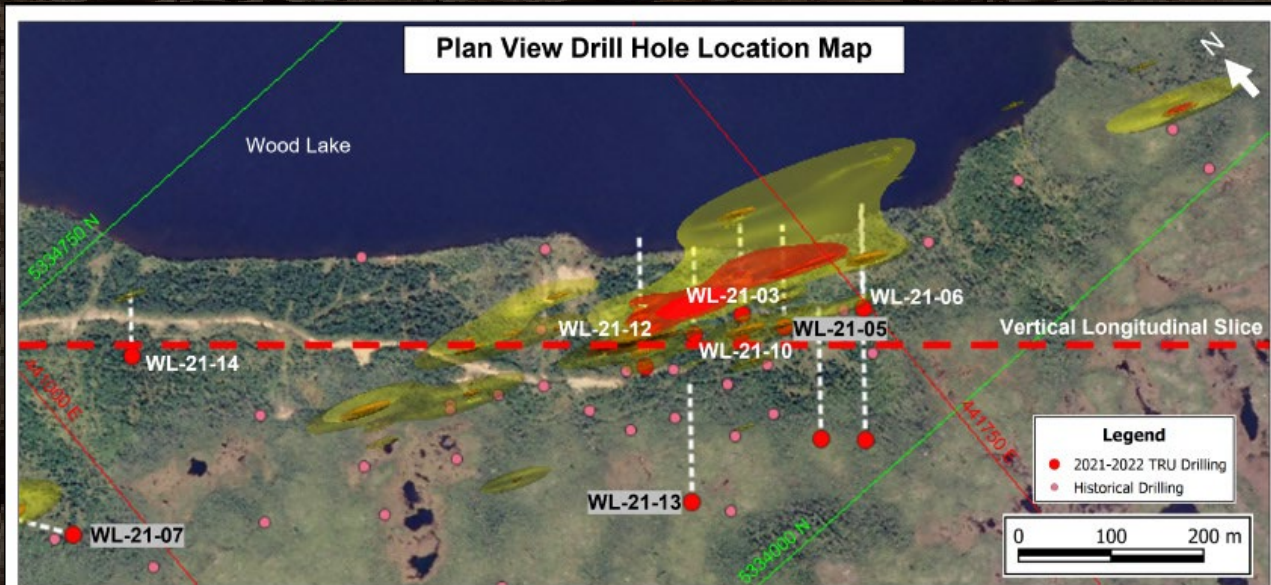 Plan View Drill Hole Location Map
N
Wood Lake
5334750 N
WL-21-03
WL-21-06
WL-21-12
WL-21-05
Vertical Longitudinal Slice
WL-21-10
WL-21-14
441750 E
Legend
2021-2022 TRU Drilling
Historical Drilling
WL-21-13
WL-21-07
0 100 200 m